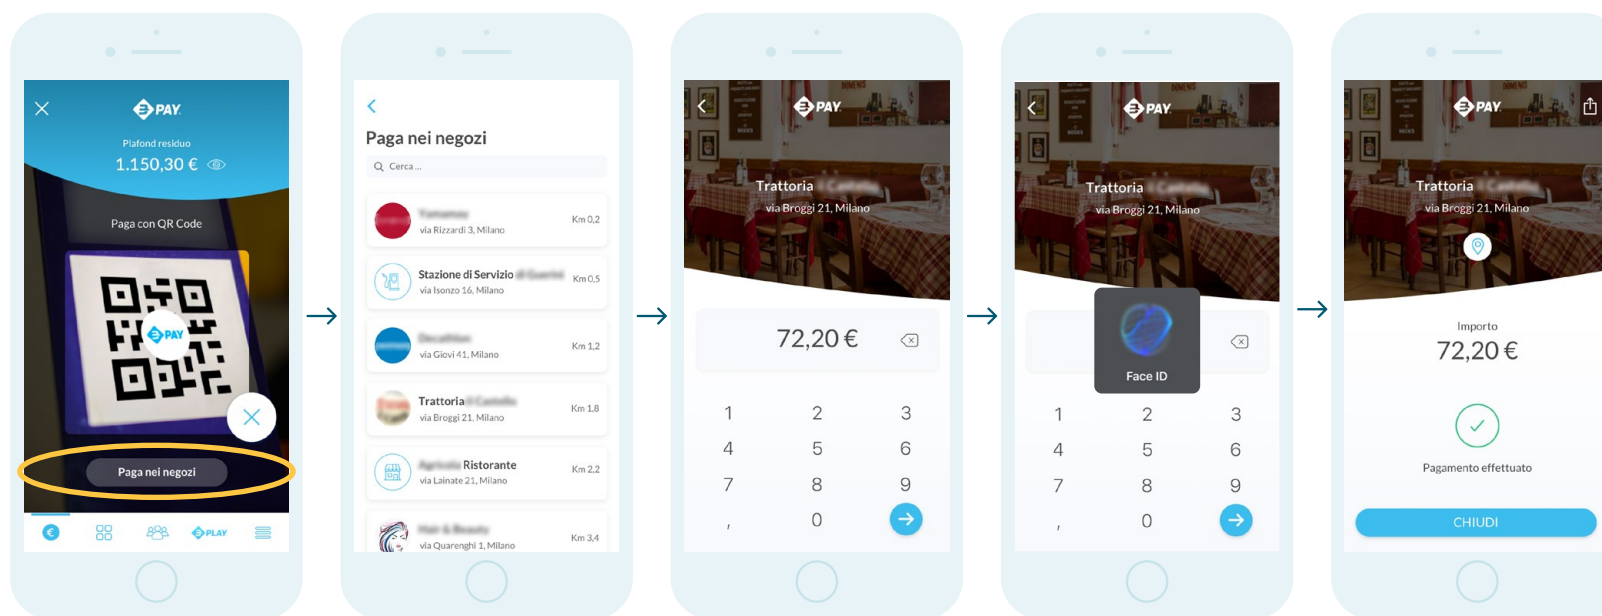 PAY.
Plafond residuo
1.150,30 €
Paga con QR Code
PAY
Paga nei negozi
€
PLAY
Paga nei negozi
Cerca ...
via Rizzardi 3, Milano
Km 0,2
Stazione di Servizio
via Isonzo 16, Milano
Km 0,5
via Giovi 41, Milano
Km 1,2
Trattoria
via Broggi 21, Milano
Km 1,8
Ristorante
via Lainate 21, Milano
Km 2,2
via Quarenghi 1, Milano
Km 3,4
PAY.
Trattoria
via Broggi 21, Milano
72,20 €
1 2 3
4 5 6
7 8 9
, 0
PAY.
Trattoria
via Broggi 21, Milano
Face ID
1 2 3
4 5 6
7 8 9
, 0
PAY.
Trattoria
via Broggi 21, Milano
Importo
72,20 €
Pagamento effettuato
CHIUDI